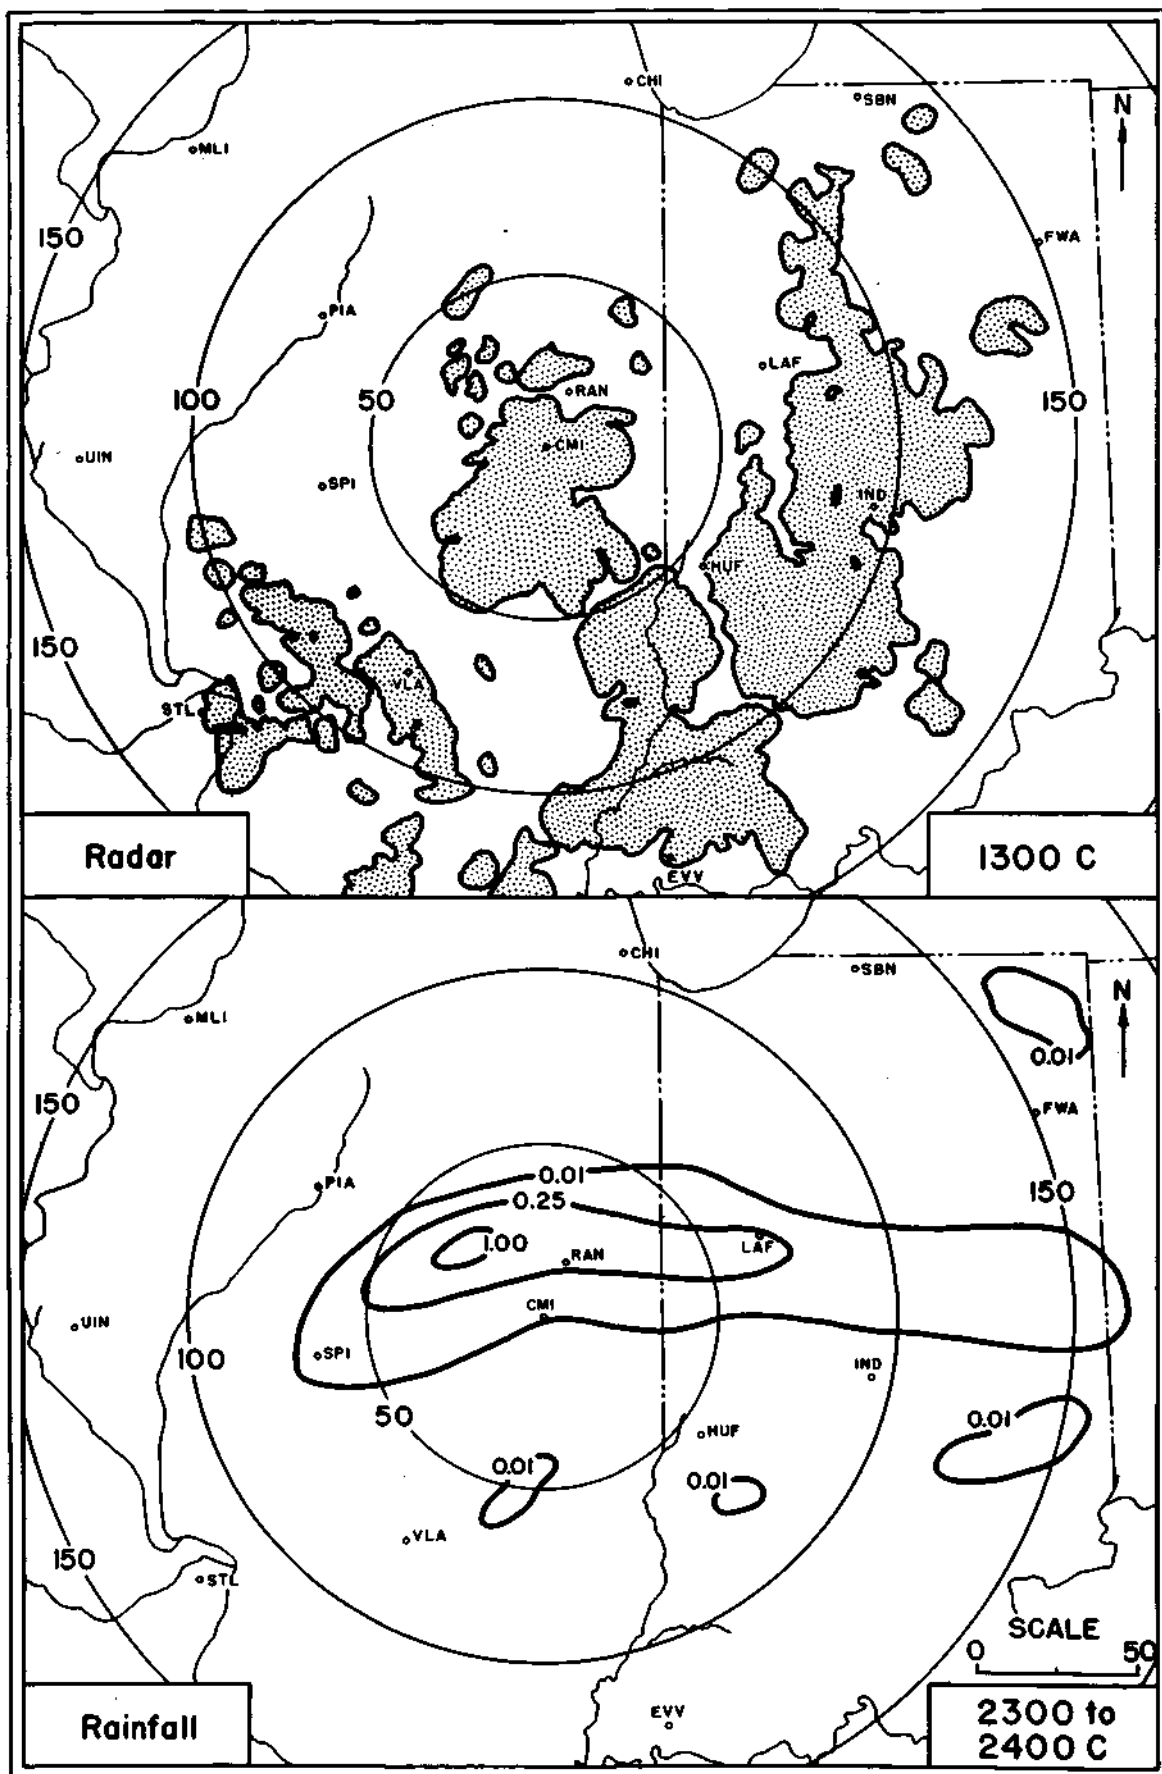 CHI
SBN
N
MLI
150
FWA
PIA
LAF
100
50
RAN
150
CMI
UIN
SPI
IND
HUF
150
VLA
STL
Radar
EVV
1300 C
CHI
SBN
N
MLI
0.01
150
FWA
0.01
PIA
150
0.25
1.00
LAF
RAN
CMI
UIN
SPI
100
IND
50
0.01
HUF
0.01
0.01
VLA
150
STL
SCALE
0 50
EVV
Rainfall
2300 to
2400 C